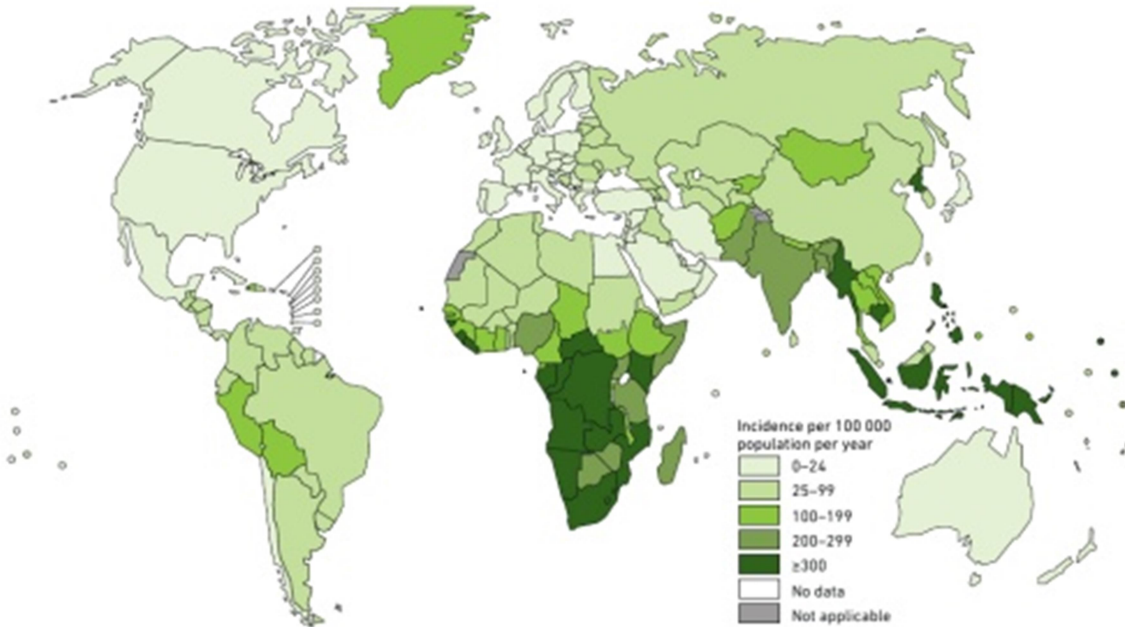 Incidence per 100 000
population per year
0–24
25–99
100–199
200–299
≥300
No data
Not applicable